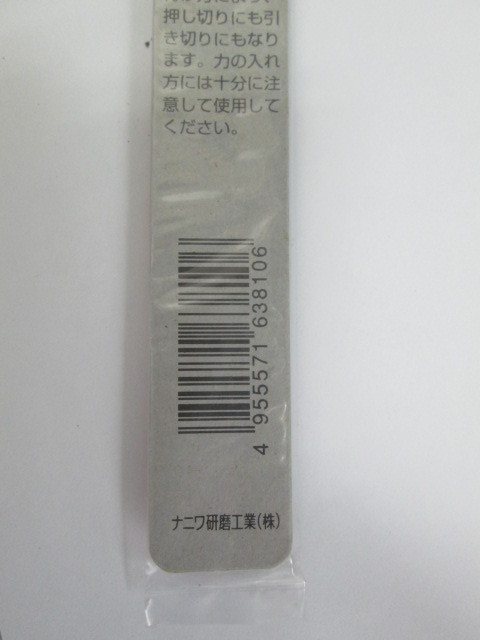 押し切りにも引
き切りにもなり
ます。力の入れ
方には十分に注
意して使用して
ください。
4 955571 638106
ナニワ研磨工業(株)